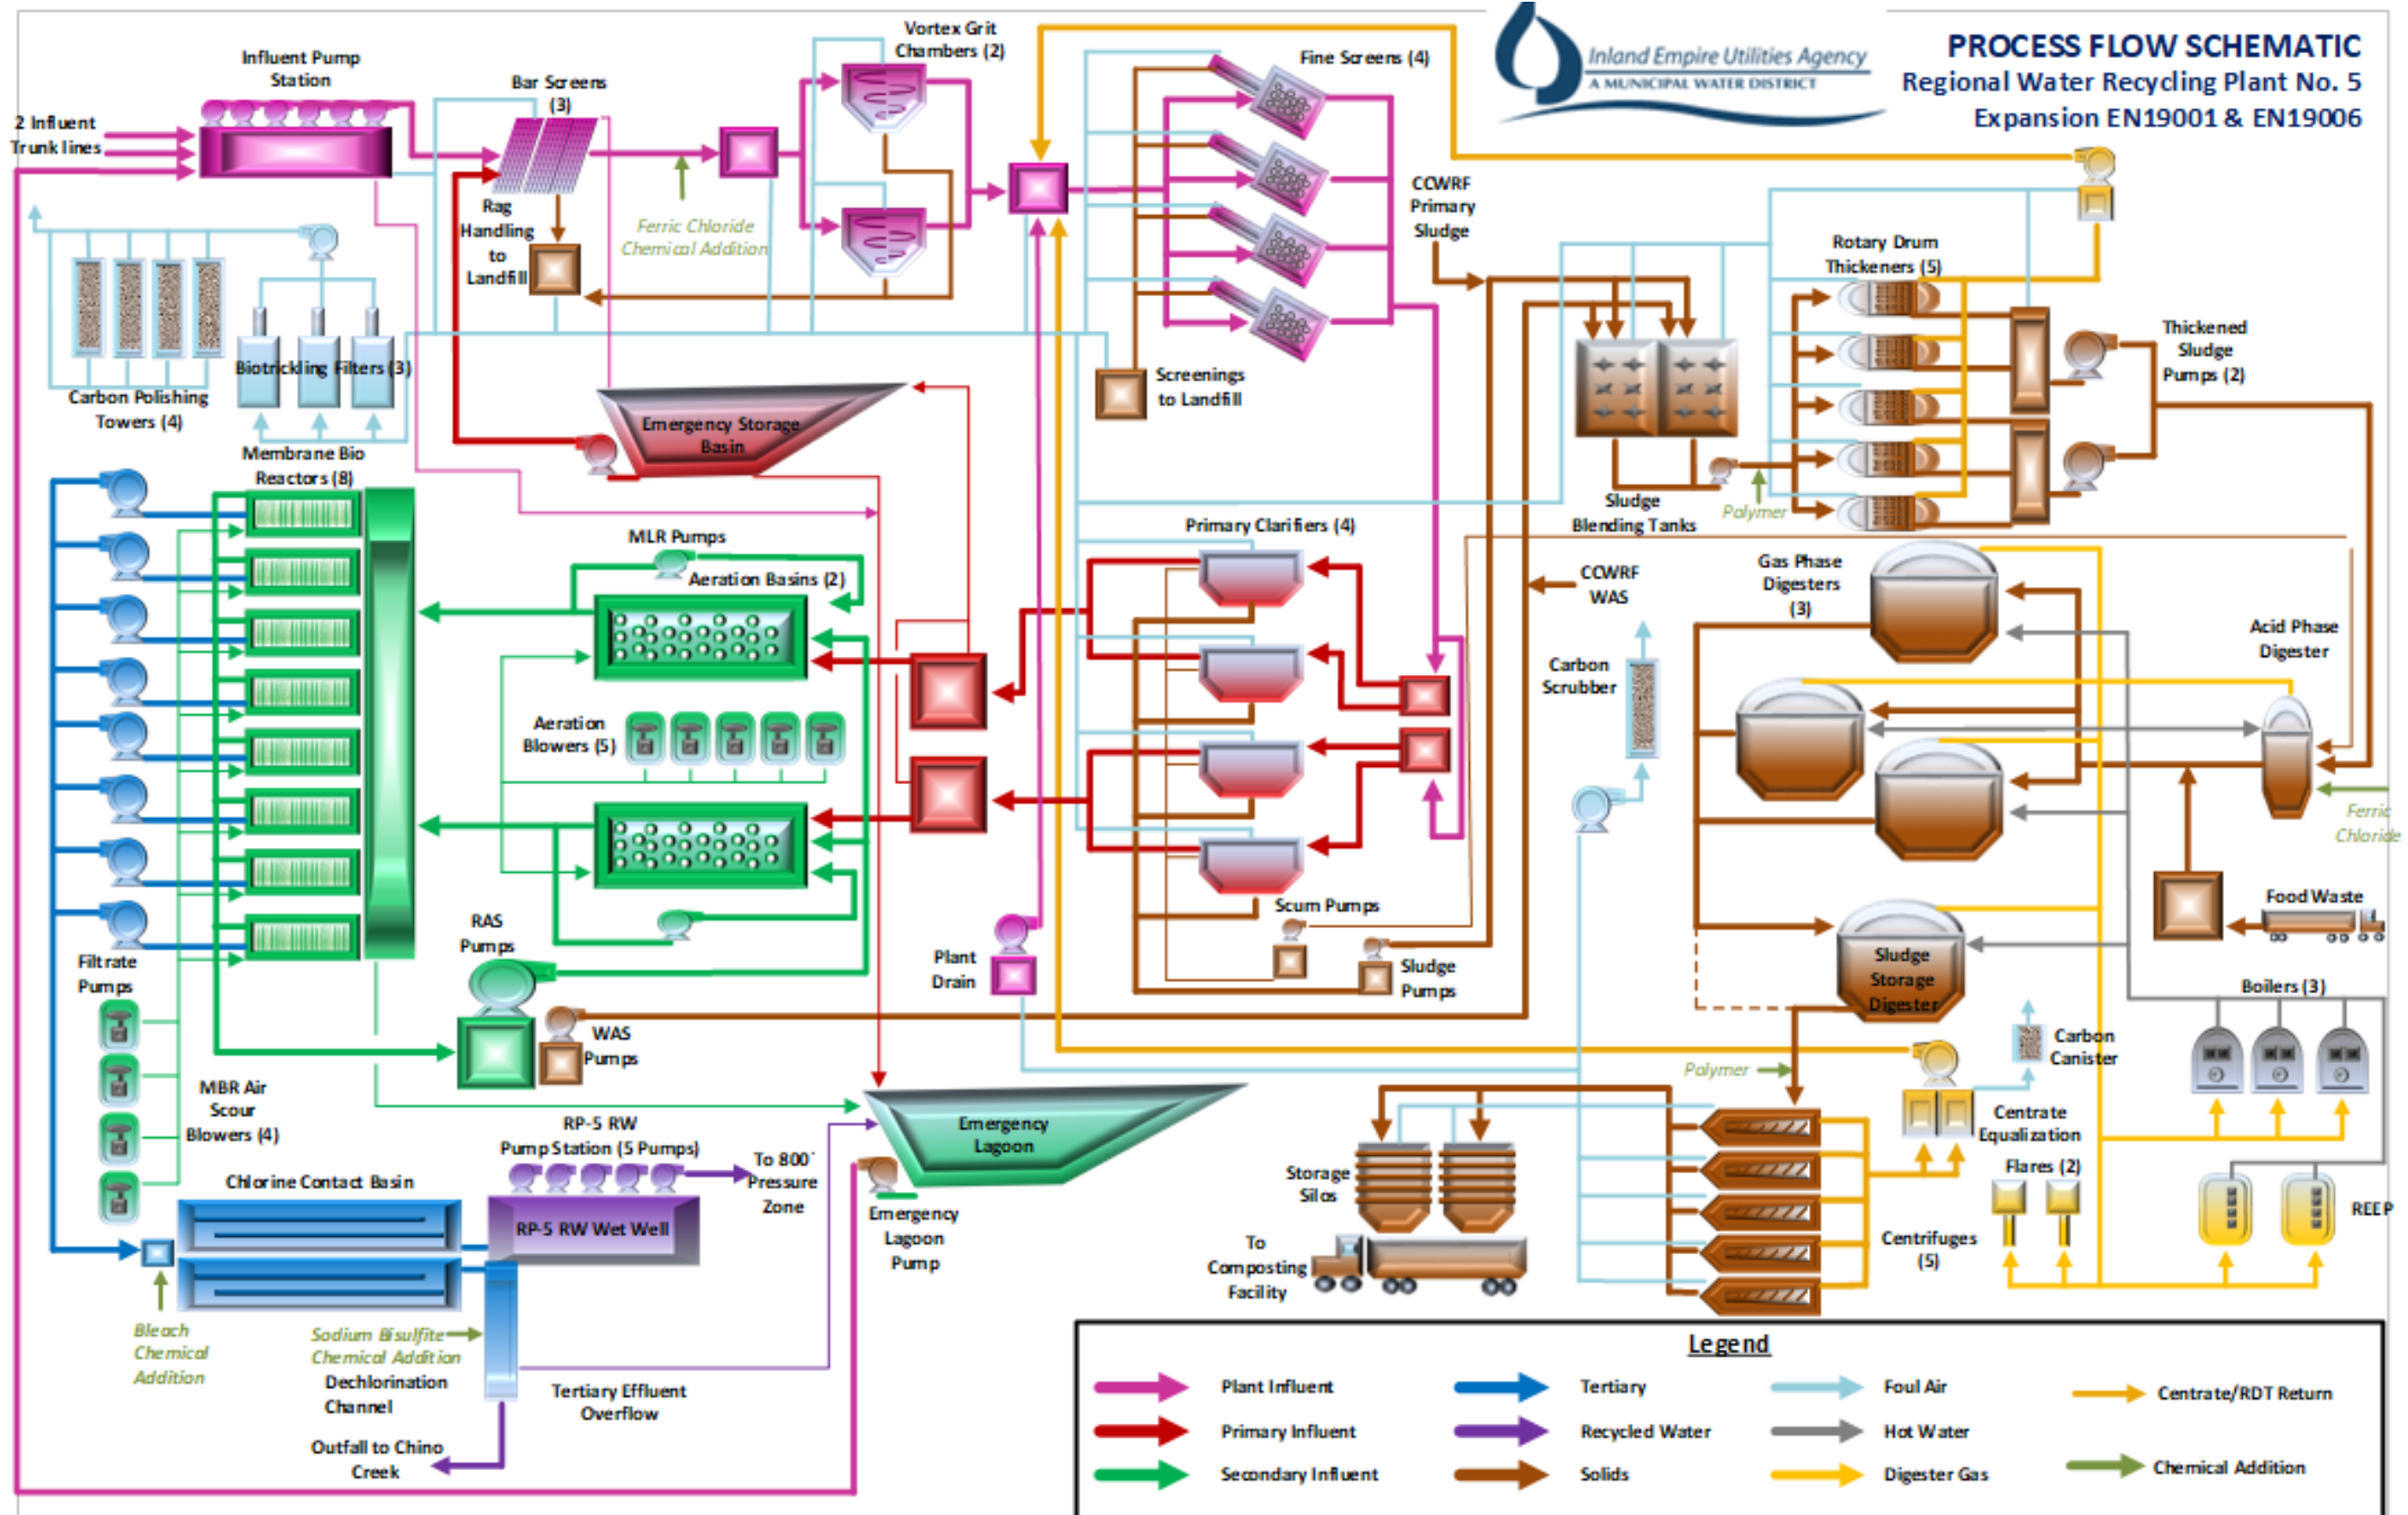 Inland Empire Utilities Agency
A MUNICIPAL WATER DISTRICT
PROCESS FLOW SCHEMATIC
Regional Water Recycling Plant No. 5
Expansion EN19001 & EN19006
Influent Pump
Station
2 Influent
Trunk lines
Bar Screens
(3)
Vortex Grit
Chambers (2)
Fine Screens (4)
Rag
Handling
to
Landfill
Ferric Chloride
Chemical Addition
CCWRF
Primary
Sludge
Rotary Drum
Thickeners (5)
Thickened
Sludge
Pumps (2)
Carbon Polishing
Towers (4)
Biotrickling Filters (3)
Screenings
to Landfill
Emergency Storage
Basin
Membrane Bio
Reactors (8)
Sludge
Blending Tanks
Polymer
MLR Pumps
Aeration Basins (2)
Primary Clarifiers (4)
CCWRF
WAS
Gas Phase
Digesters
(3)
Acid Phase
Digester
Carbon
Scrubber
Aeration
Blowers (5)
Ferric
Chloride
Food Waste
Scum Pumps
Sludge
Pumps
Plant
Drain
RAS
Pumps
Filtrate
Pumps
WAS
Pumps
Sludge
Storage
Digester
Boilers (3)
Carbon
Canister
Polymer
MBR Air
Scour
Blowers (4)
RP-5 RW
Pump Station (5 Pumps)
To 800'
Pressure
Zone
Emergency
Lagoon
Centrate
Equalization
Flares (2)
Storage
Silos
REEP
Chlorine Contact Basin
RP-5 RW Wet Well
Emergency
Lagoon
Pump
To
Composting
Facility
Centrifuges
(5)
Bleach
Chemical
Addition
Sodium Bisulfite
Chemical Addition
Dechlorination
Channel
Tertiary Effluent
Overflow
Outfall to Chino
Creek
Legend
Plant Influent
Tertiary
Foul Air
Centrate/RDT Return
Primary Influent
Recycled Water
Hot Water
Secondary Influent
Solids
Digester Gas
Chemical Addition